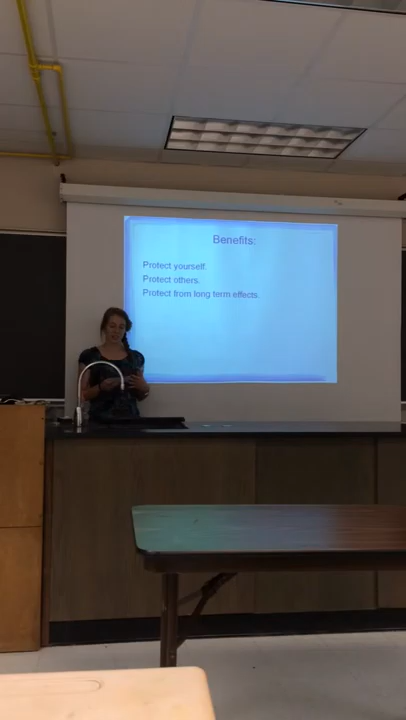 Benefits:
Protect yourself.
Protect others.
Protect from long term effects.